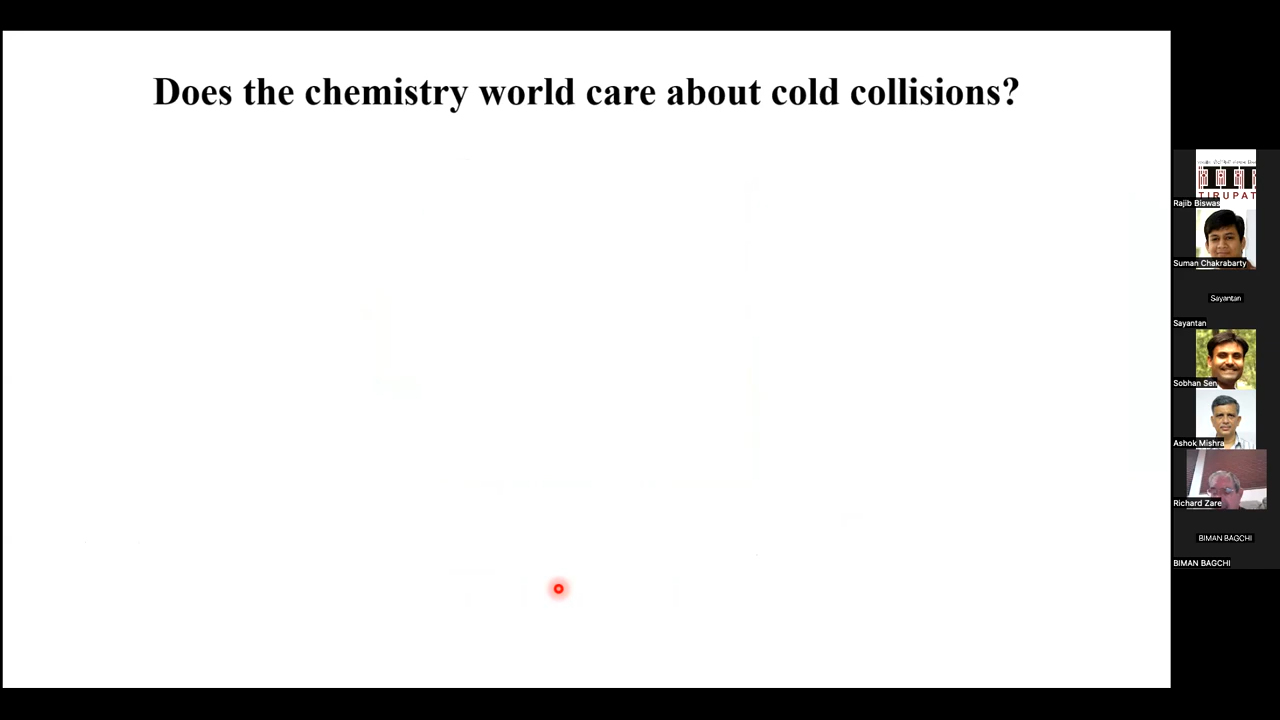 Does the chemistry world care about cold collisions?
TIRUPAT
Rajib Biswas
Suman Chakrabarty
Sayantan
Sayantan
Sobhan Sen
Ashok Mishra
Richard Zare
BIMAN BAGCHI
BIMAN BAGCHI